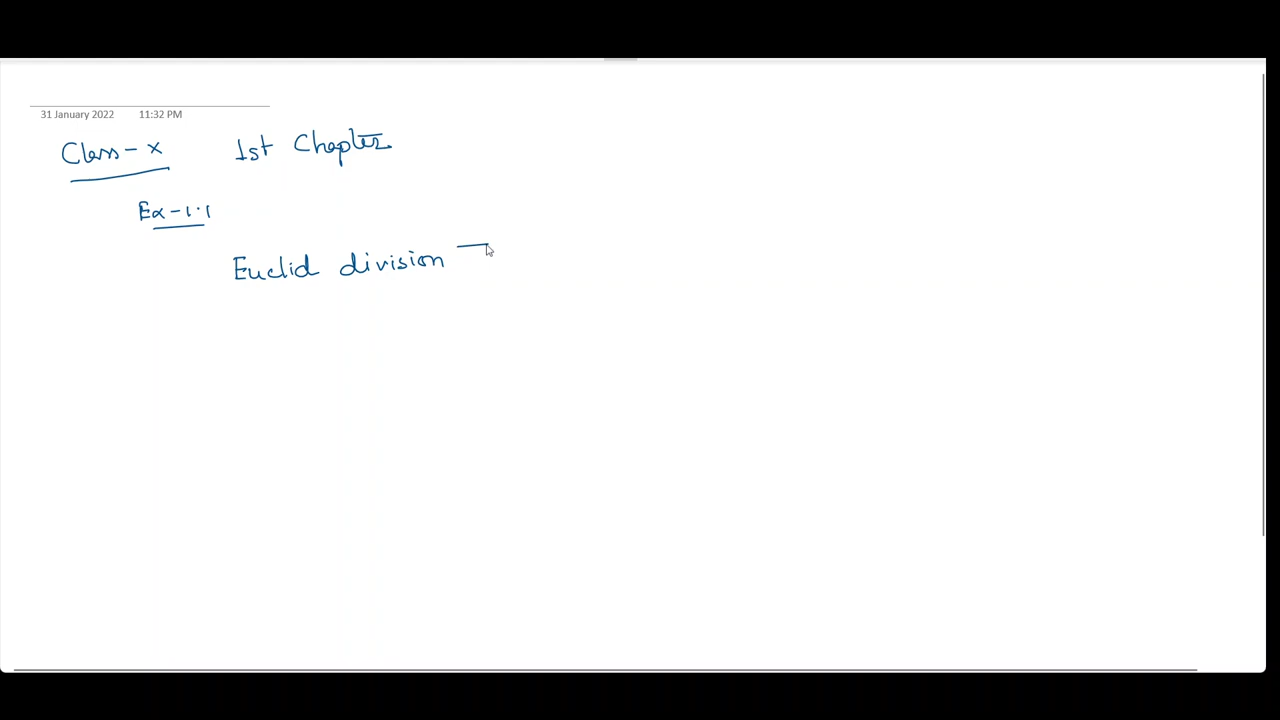 31 January 2022 11:32 PM
Class - X 1st Chapter
Ex - 1.1
Euclid division